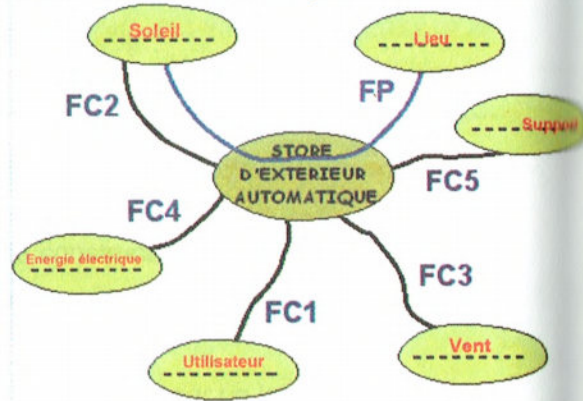 Soleil
Lieu
FC2
FP
Support
STORE
D'EXTERIEUR
AUTOMATIQUE
FC5
FC4
Energie électrique
FC1
FC3
Utilisateur
Vent